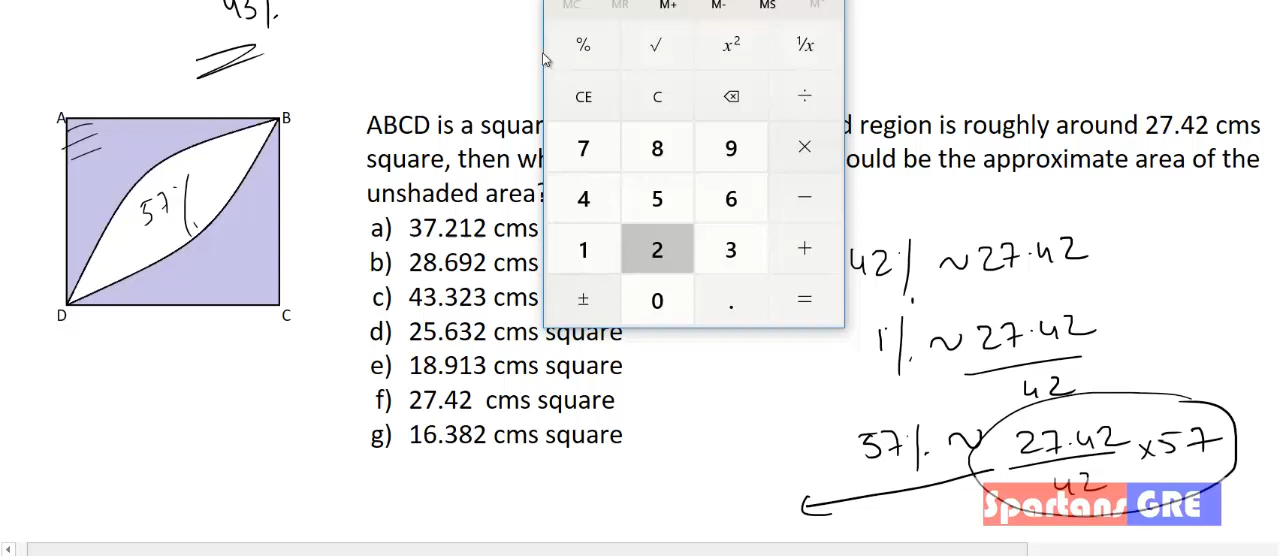 45%
MC MR M+ M- MS
% √ x² ¹/x
CE C ÷
7 8 9 ×
4 5 6 −
1 2 3 +
± 0 . =
A B
57%
D C
ABCD is a squar d region is roughly around 27.42 cms
square, then wh ould be the approximate area of the
unshaded area?
a) 37.212 cms
b) 28.692 cms
c) 43.323 cms
d) 25.632 cms square
e) 18.913 cms square
f) 27.42 cms square
g) 16.382 cms square
42% ~ 27.42
1% ~ 27.42
42
57% ~ 27.42 × 57
42
Spartans GRE